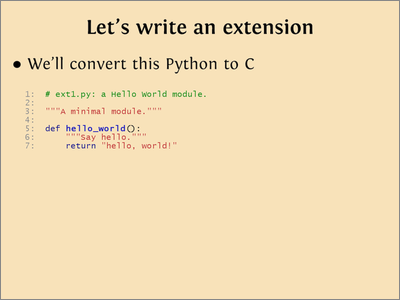 Let's write an extension
● We'll convert this Python to C
1: # ext1.py: a Hello World module.
2:
3: """A minimal module."""
4:
5: def hello_world():
6:     """Say hello."""
7:     return "hello, world!"